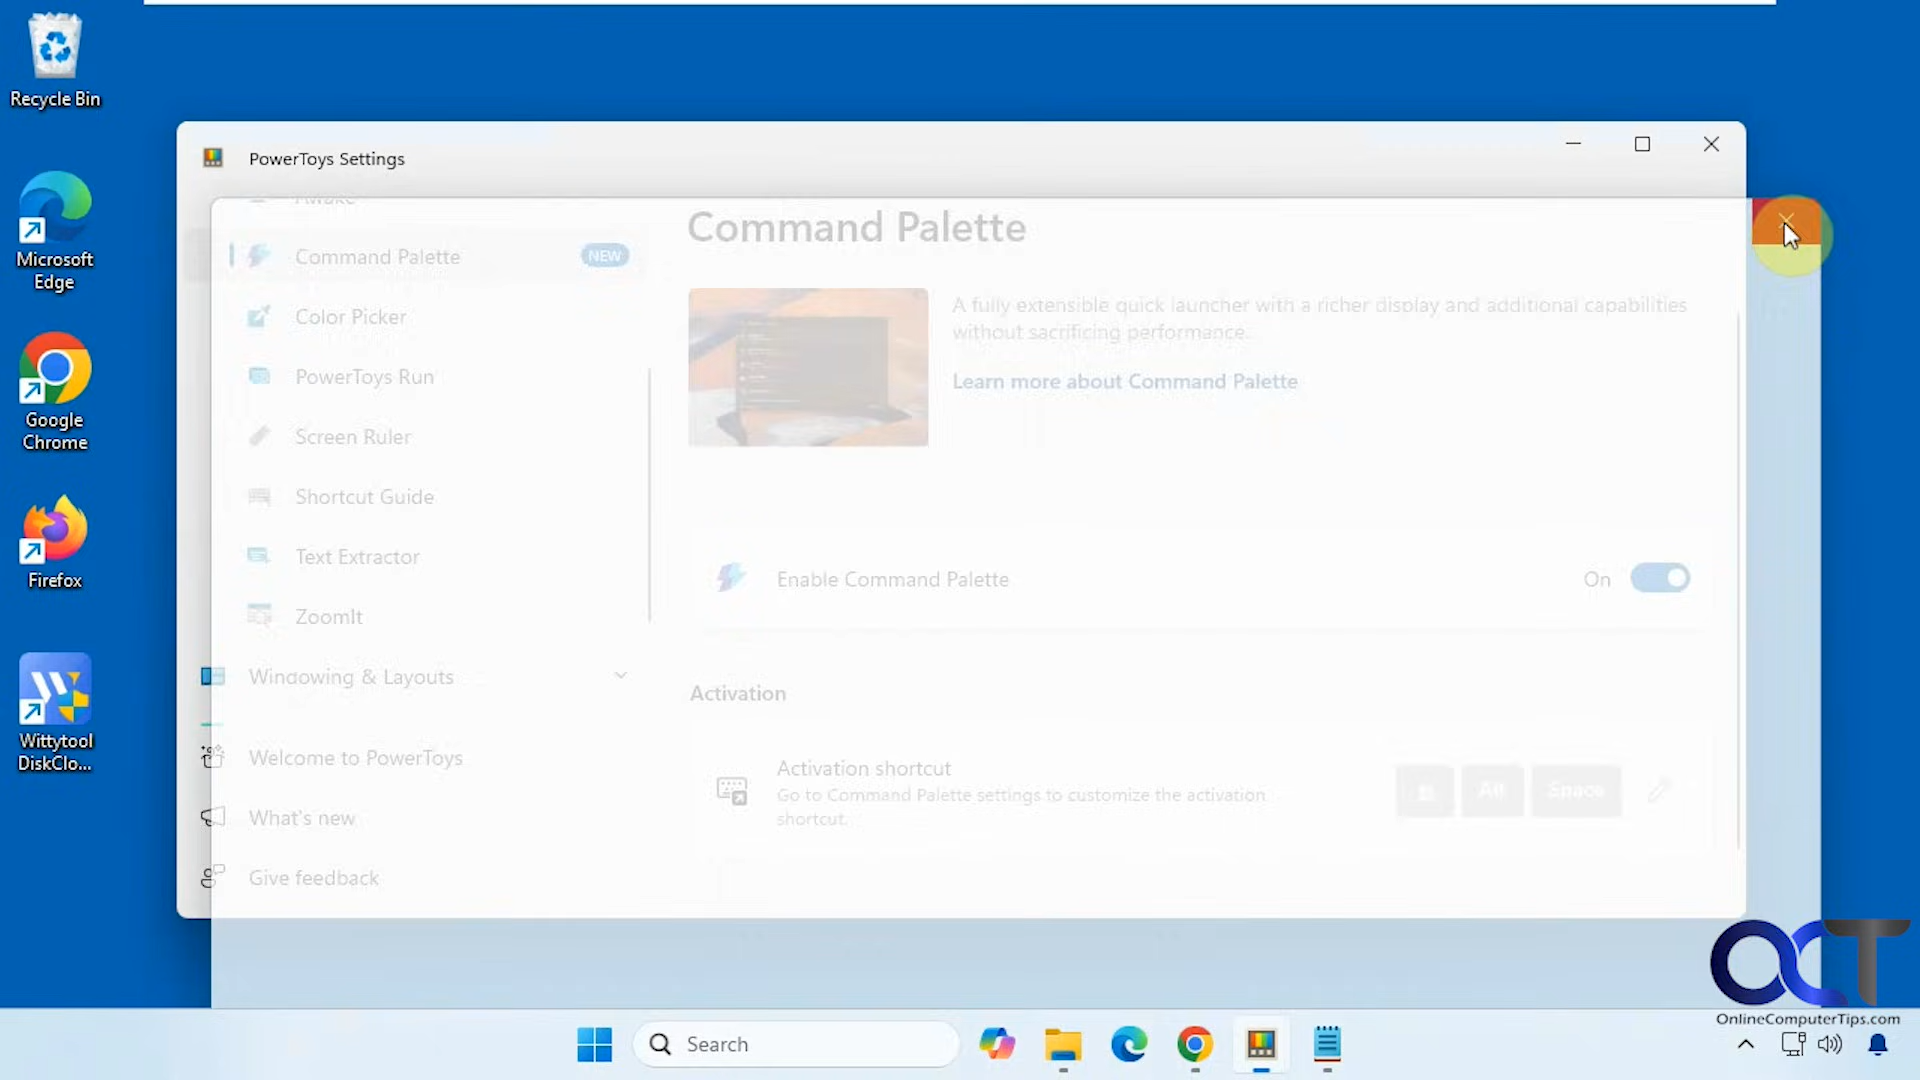 Recycle Bin
Microsoft
Edge
Google
Chrome
Firefox
Wittytool
DiskClo...
PowerToys Settings
Awake
Command Palette
NEW
Color Picker
PowerToys Run
Screen Ruler
Shortcut Guide
Text Extractor
ZoomIt
Windowing & Layouts
Welcome to PowerToys
What's new
Give feedback
Command Palette
A fully extensible quick launcher with a richer display and additional capabilities
without sacrificing performance.
Learn more about Command Palette
Enable Command Palette
On
Activation
Activation shortcut
Go to Command Palette settings to customize the activation
shortcut.
Alt
Space
Search
OCT
OnlineComputerTips.com